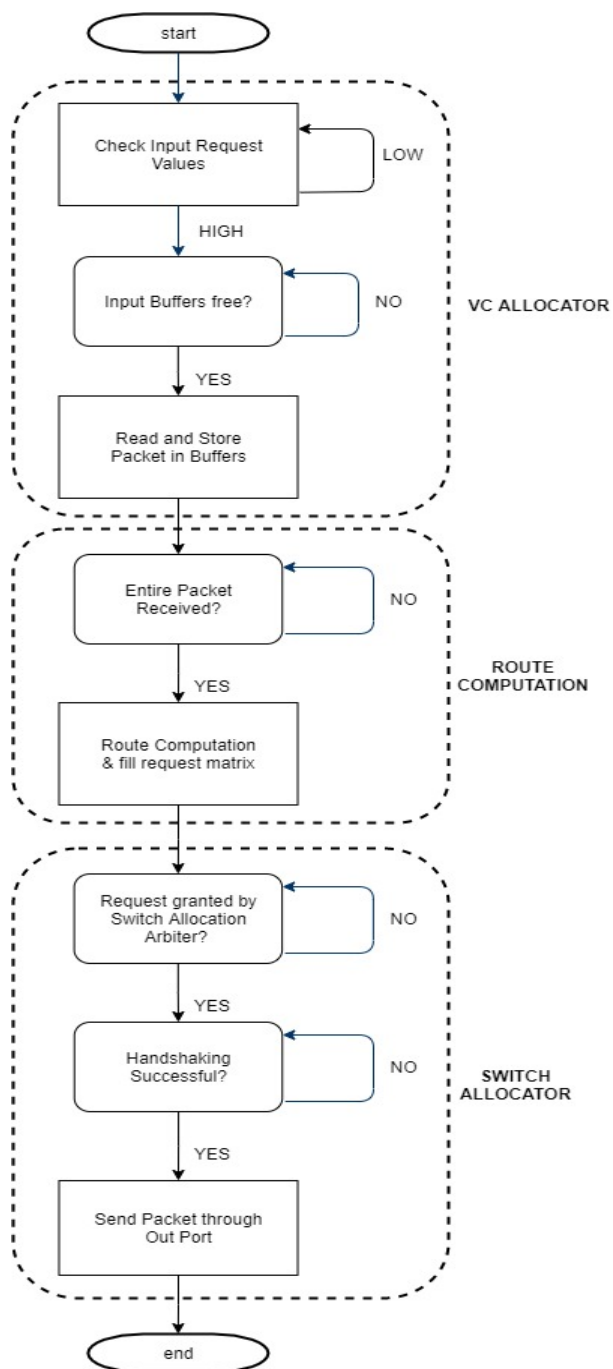 start
Check Input Request
Values
LOW
HIGH
Input Buffers free?
NO
VC ALLOCATOR
YES
Read and Store
Packet in Buffers
Entire Packet
Received?
NO
ROUTE
COMPUTATION
YES
Route Computation
& fill request matrix
Request granted by
Switch Allocation
Arbiter?
NO
YES
Handshaking
Successful?
NO
SWITCH
ALLOCATOR
YES
Send Packet through
Out Port
end